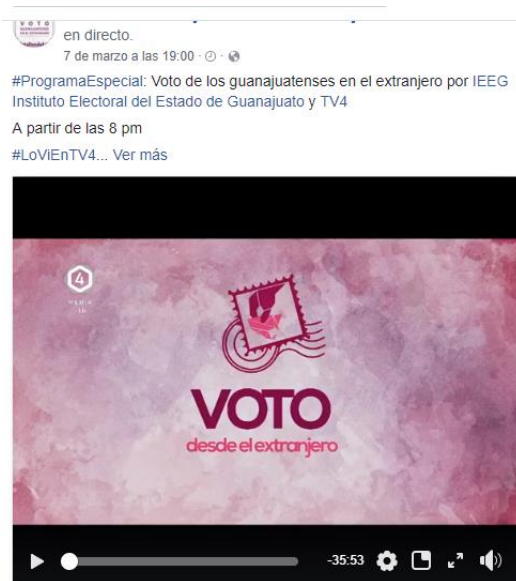 en directo.
7 de marzo a las 19:00
#ProgramaEspecial: Voto de los guanajuatenses en el extranjero por IEEG
Instituto Electoral del Estado de Guanajuato y TV4
A partir de las 8 pm
#LoViEnTV4... Ver más
4
VOTO
desde el extranjero
-35:53